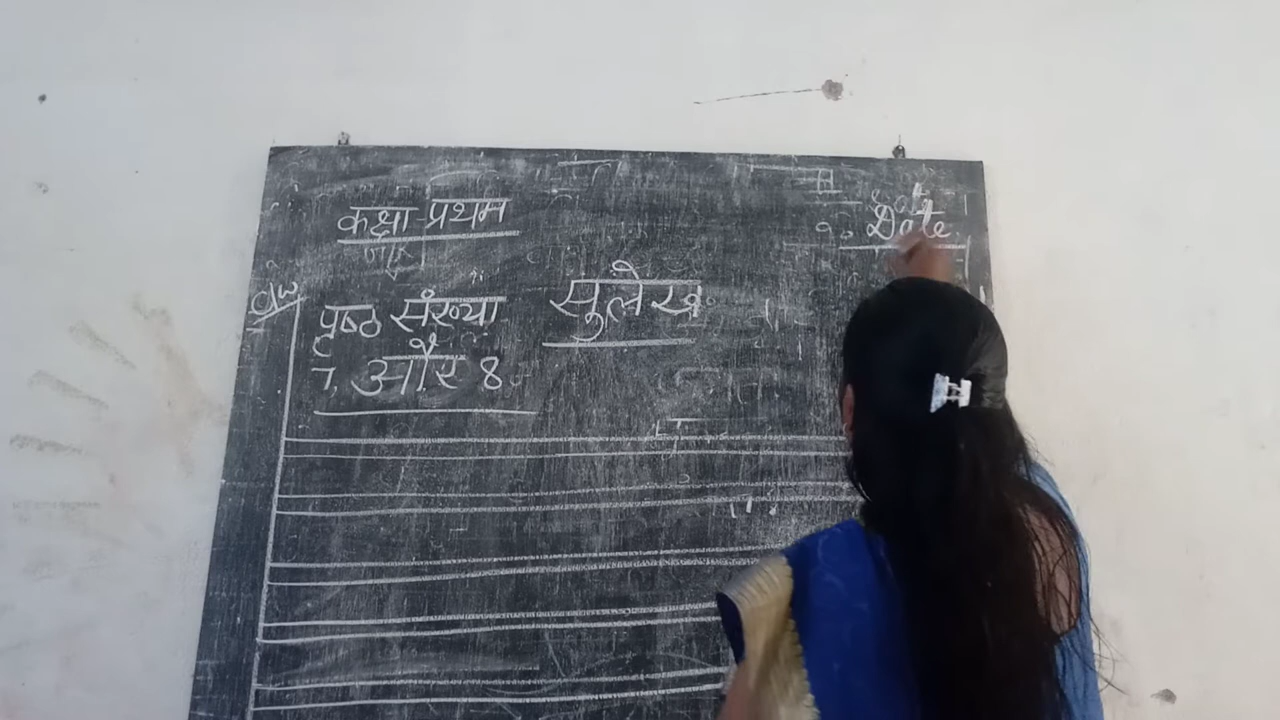 कक्षा-प्रथम
Date
C/W
पृष्ठ संख्या
सुलेख
7, और 8